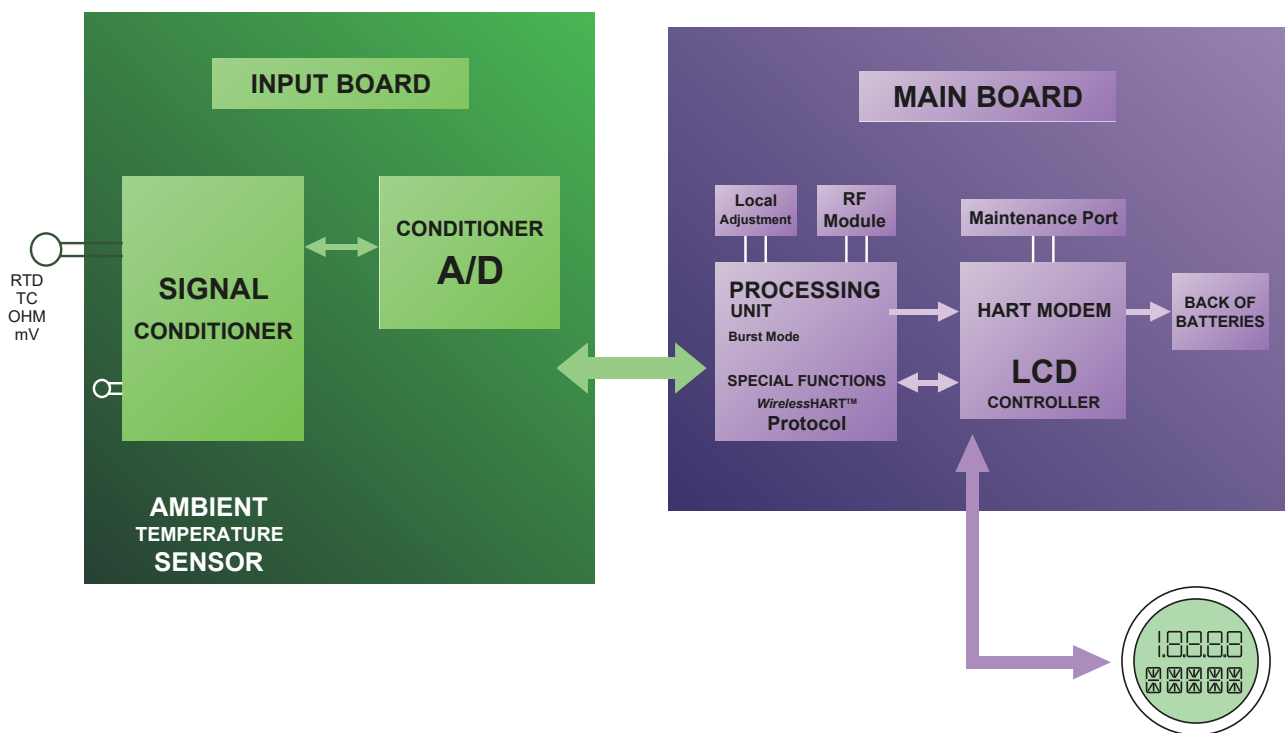 INPUT BOARD
SIGNAL
CONDITIONER
CONDITIONER
A/D
RTD
TC
OHM
mV
AMBIENT
TEMPERATURE
SENSOR
MAIN BOARD
Local
Adjustment
RF
Module
Maintenance Port
PROCESSING
UNIT
Burst Mode
SPECIAL FUNCTIONS
WirelessHART™
Protocol
HART MODEM
LCD
CONTROLLER
BACK OF
BATTERIES
1.8.8.8.8